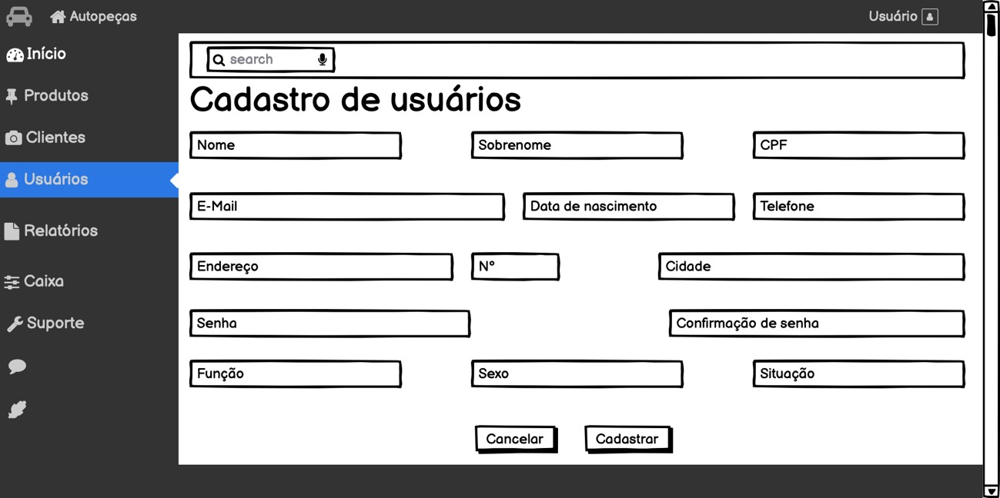 Autopeças
Usuário
Início
Produtos
Clientes
Usuários
Relatórios
Caixa
Suporte
search
Cadastro de usuários
Nome
Sobrenome
CPF
E-Mail
Data de nascimento
Telefone
Endereço
N°
Cidade
Senha
Confirmação de senha
Função
Sexo
Situação
Cancelar
Cadastrar